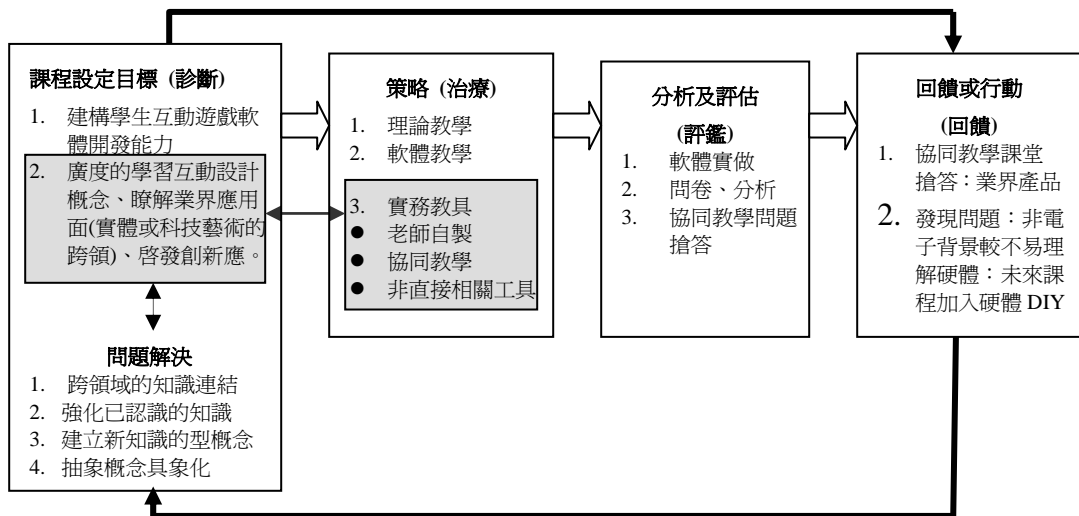 課程設定目標 (診斷)
1. 建構學生互動遊戲軟
體開發能力
2. 廣度的學習互動設計
概念、瞭解業界應用
面(實體或科技藝術的
跨領)、啟發創新應。
問題解決
1. 跨領域的知識連結
2. 強化已認識的知識
3. 建立新知識的型概念
4. 抽象概念具象化
策略 (治療)
1. 理論教學
2. 軟體教學
3. 實務教具
● 老師自製
● 協同教學
● 非直接相關工具
分析及評估
(評鑑)
1. 軟體實做
2. 問卷、分析
3. 協同教學問題
搶答
回饋或行動
(回饋)
1. 協同教學課堂
搶答：業界產品
2. 發現問題：非電
子背景較不易理
解硬體：未來課
程加入硬體 DIY